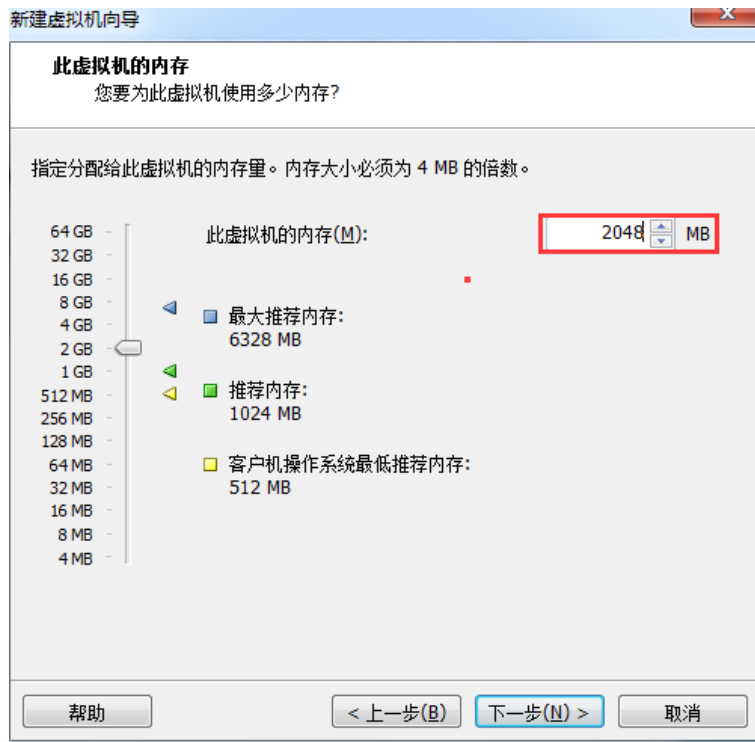 新建虚拟机向导
此虚拟机的内存
您要为此虚拟机使用多少内存?
指定分配给此虚拟机的内存量。内存大小必须为 4 MB 的倍数。
64 GB
32 GB
16 GB
8 GB
4 GB
2 GB
1 GB
512 MB
256 MB
128 MB
64 MB
32 MB
16 MB
8 MB
4 MB
此虚拟机的内存(M): 2048 MB
最大推荐内存:
6328 MB
推荐内存:
1024 MB
客户机操作系统最低推荐内存:
512 MB
帮助 < 上一步(B) 下一步(N) > 取消